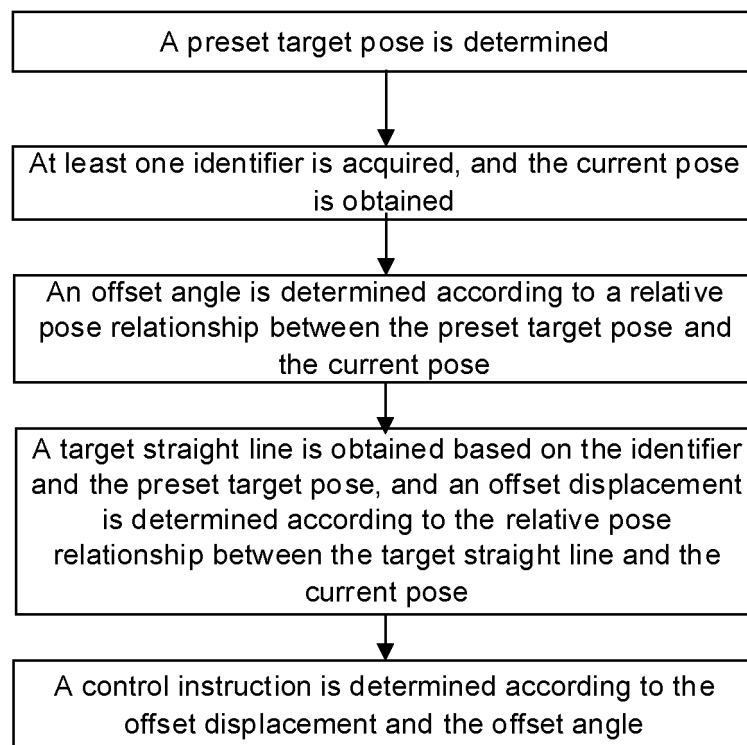 A preset target pose is determined
At least one identifier is acquired, and the current pose
is obtained
An offset angle is determined according to a relative
pose relationship between the preset target pose and
the current pose
A target straight line is obtained based on the identifier
and the preset target pose, and an offset displacement
is determined according to the relative pose
relationship between the target straight line and the
current pose
A control instruction is determined according to the
offset displacement and the offset angle